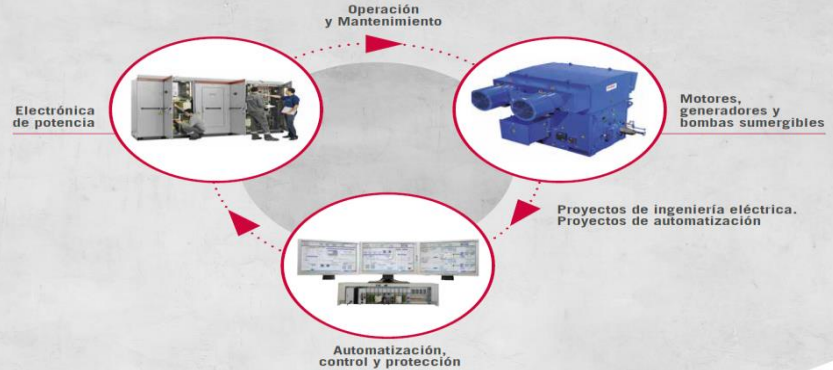 Operación
y Mantenimiento
Electrónica
de potencia
Motores,
generadores y
bombas sumergibles
Proyectos de ingeniería eléctrica.
Proyectos de automatización
Automatización,
control y protección